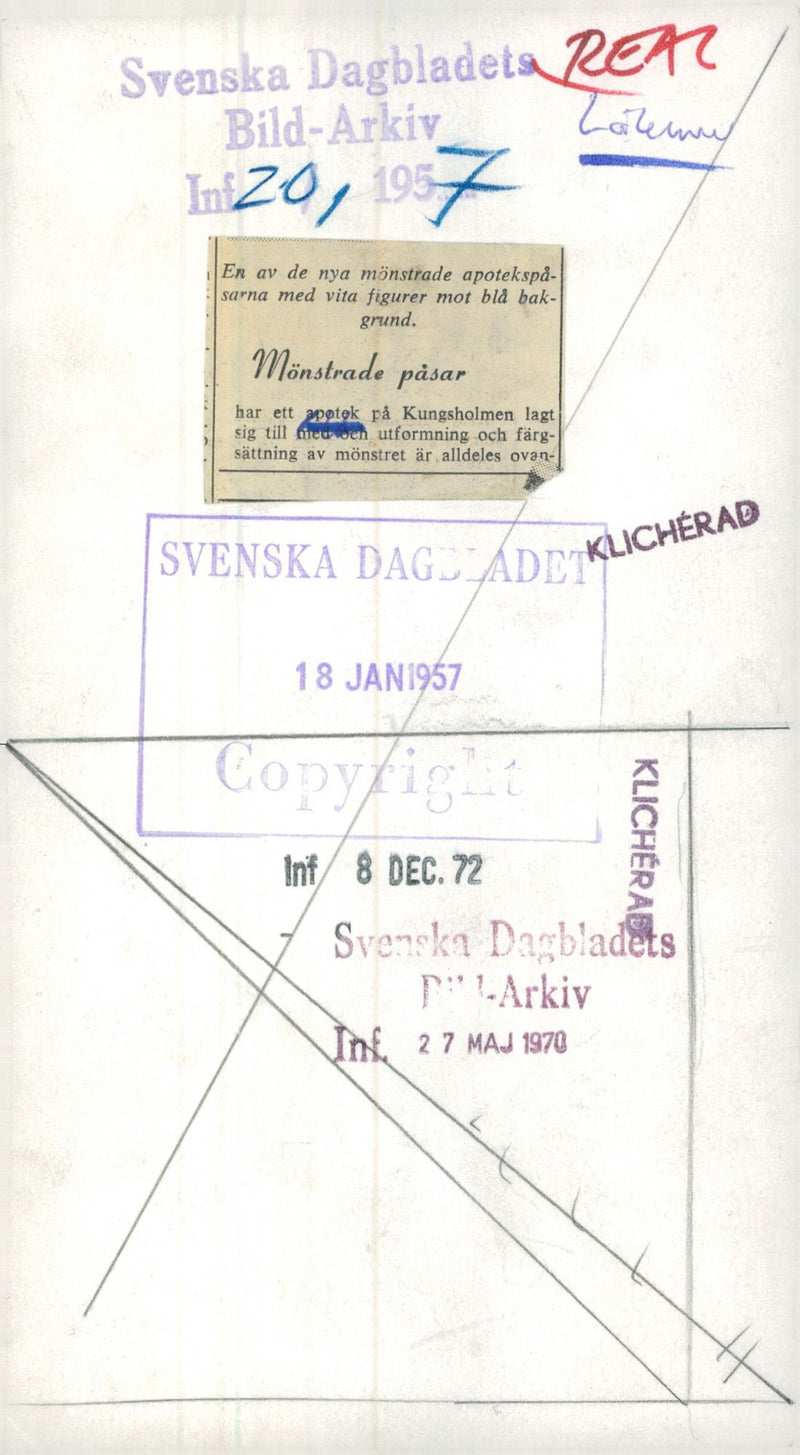 Svenska Dagbladets
REAL
Bild-Arkiv
Inf 20, 1957
En av de nya mönstrade apotekspå-
sarna med vita figurer mot blå bak-
grund.
Mönstrade påsar
har ett apotek på Kungsholmen lagt
sig till med och utformning och färg-
sättning av mönstret är alldeles ovan-
KLICHÉRAD
SVENSKA DAGBLADET
18 JAN 1957
Copyright
KLICHÉRAD
Inf 8 DEC. 72
Svenska Dagbladets
Bild-Arkiv
Inf. 27 MAJ 1970